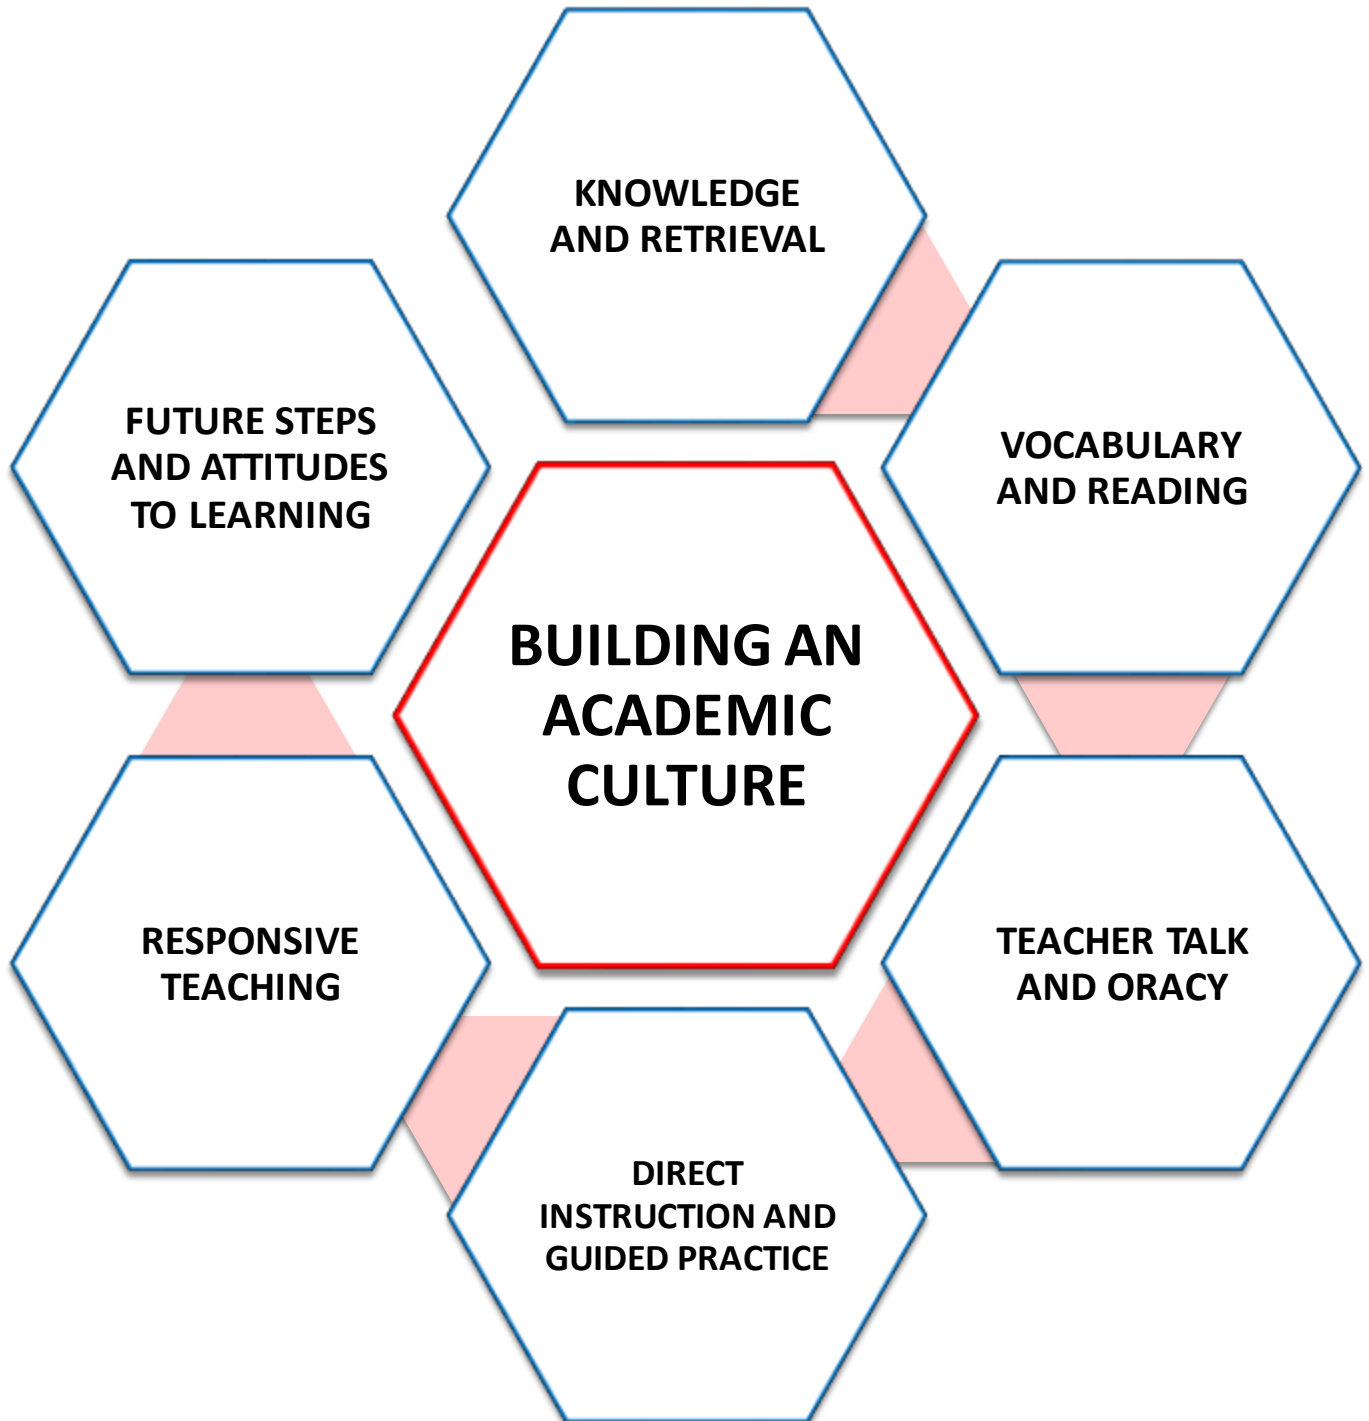 KNOWLEDGE
AND RETRIEVAL
VOCABULARY
AND READING
TEACHER TALK
AND ORACY
DIRECT
INSTRUCTION AND
GUIDED PRACTICE
RESPONSIVE
TEACHING
FUTURE STEPS
AND ATTITUDES
TO LEARNING
BUILDING AN
ACADEMIC
CULTURE